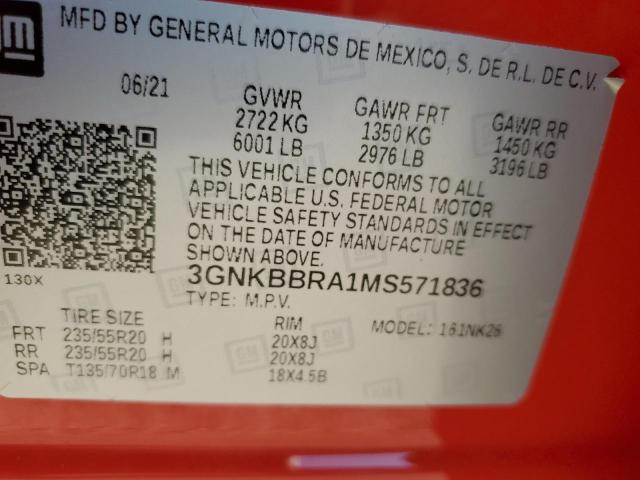 GM
MFD BY GENERAL MOTORS DE MEXICO, S. DE R.L. DE C.V.
06/21
GVWR GAWR FRT GAWR RR
2722 KG 1350 KG 1450 KG
6001 LB 2976 LB 3196 LB
THIS VEHICLE CONFORMS TO ALL
APPLICABLE U.S. FEDERAL MOTOR
VEHICLE SAFETY STANDARDS IN EFFECT
ON THE DATE OF MANUFACTURE
SHOWN ABOVE.
130X
3GNKBBRA1MS571836
TYPE: M.P.V.
TIRE SIZE RIM MODEL: 161NK26
FRT 235/55R20 H 20X8J
RR 235/55R20 H 20X8J
SPA T135/70R18 M 18X4.5B